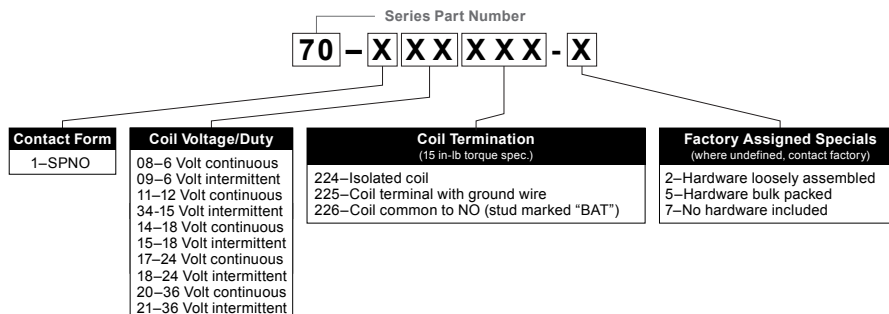 Series Part Number
70 – X XX XXX - X
Contact Form
1–SPNO
Coil Voltage/Duty
08–6 Volt continuous
09–6 Volt intermittent
11–12 Volt continuous
34-15 Volt intermittent
14–18 Volt continuous
15–18 Volt intermittent
17–24 Volt continuous
18–24 Volt intermittent
20–36 Volt continuous
21–36 Volt intermittent
Coil Termination
(15 in-lb torque spec.)
224–Isolated coil
225–Coil terminal with ground wire
226–Coil common to NO (stud marked “BAT”)
Factory Assigned Specials
(where undefined, contact factory)
2–Hardware loosely assembled
5–Hardware bulk packed
7–No hardware included